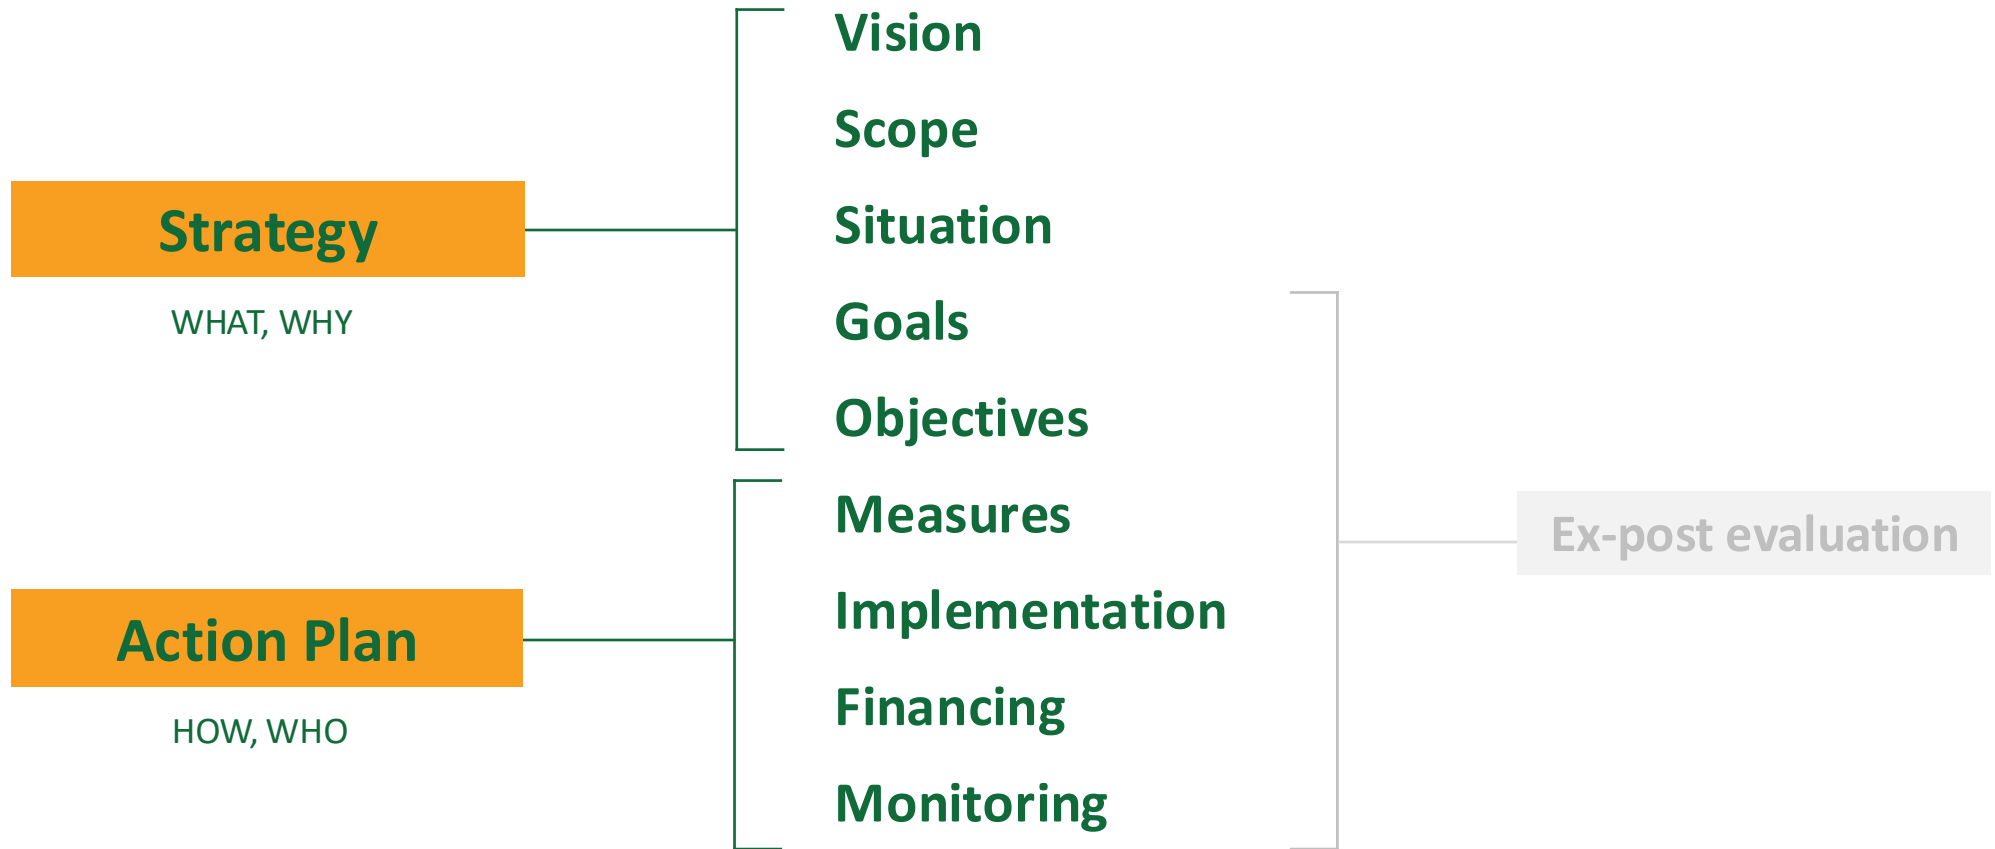 Vision
Scope
Strategy
Situation
WHAT, WHY
Goals
Objectives
Measures
Ex-post evaluation
Implementation
Action Plan
Financing
HOW, WHO
Monitoring